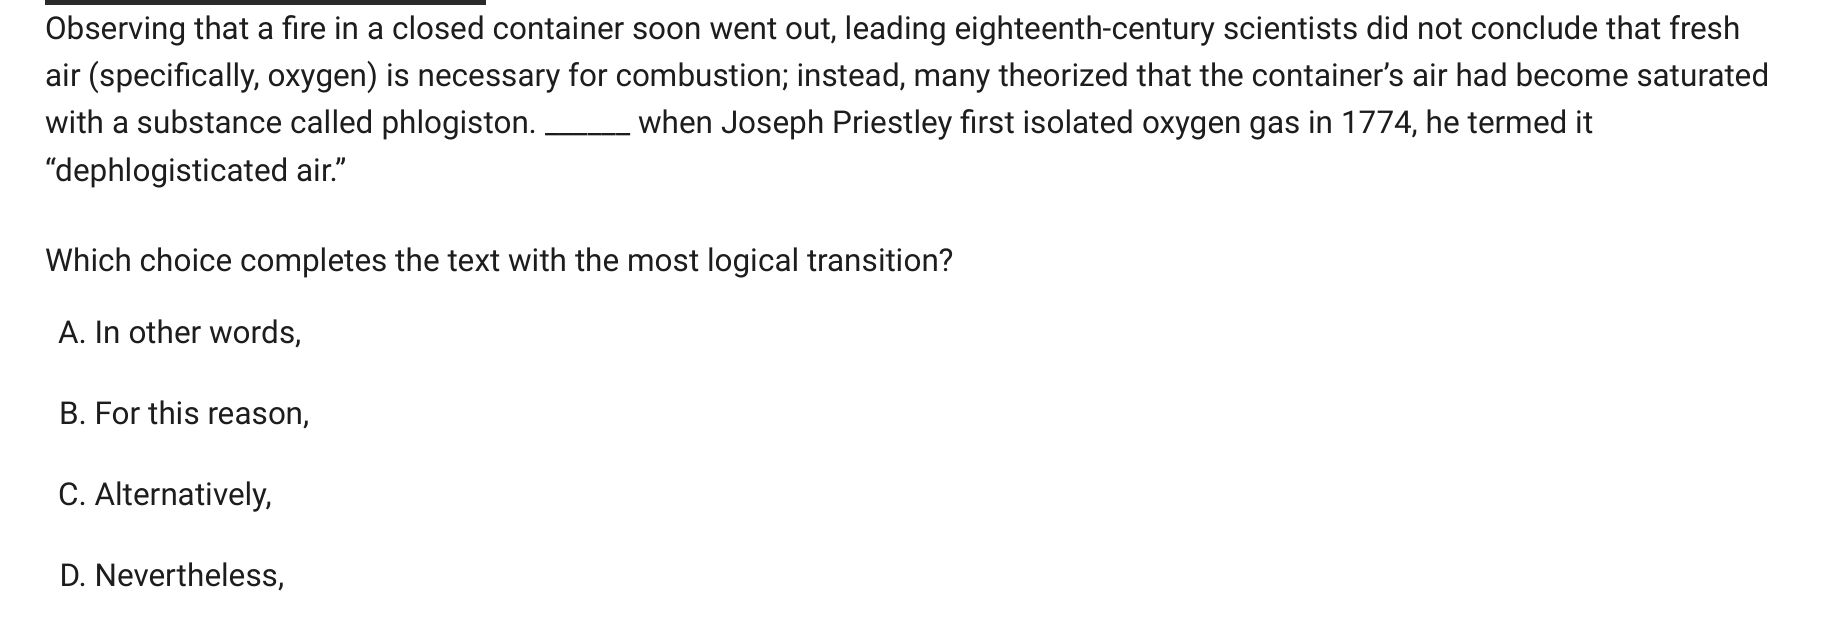 Observing that a fire in a closed container soon went out, leading eighteenth-century scientists did not conclude that fresh
air (specifically, oxygen) is necessary for combustion; instead, many theorized that the container's air had become saturated
with a substance called phlogiston. ______ when Joseph Priestley first isolated oxygen gas in 1774, he termed it
“dephlogisticated air.”
Which choice completes the text with the most logical transition?
A. In other words,
B. For this reason,
C. Alternatively,
D. Nevertheless,